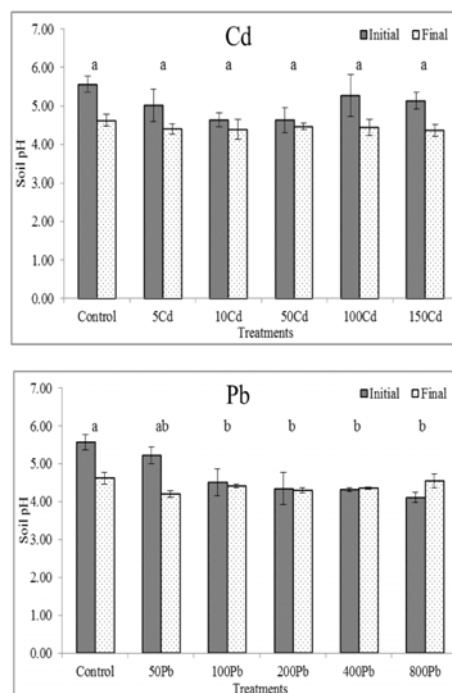 Cd
Initial Final
a a a a a a
7.00
6.00
5.00
4.00
3.00
2.00
1.00
0.00
Soil pH
Control 5Cd 10Cd 50Cd 100Cd 150Cd
Treatments
Pb
Initial Final
a ab b b b b
7.00
6.00
5.00
4.00
3.00
2.00
1.00
0.00
Soil pH
Control 50Pb 100Pb 200Pb 400Pb 800Pb
Treatments